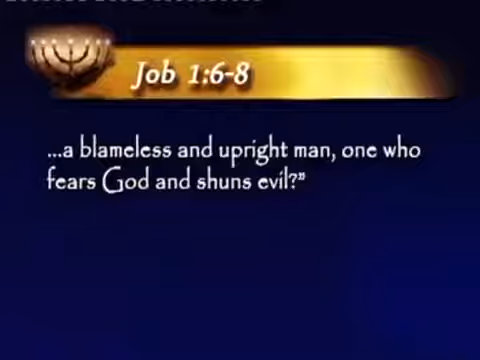 Job 1:6-8
...a blameless and upright man, one who
fears God and shuns evil?"